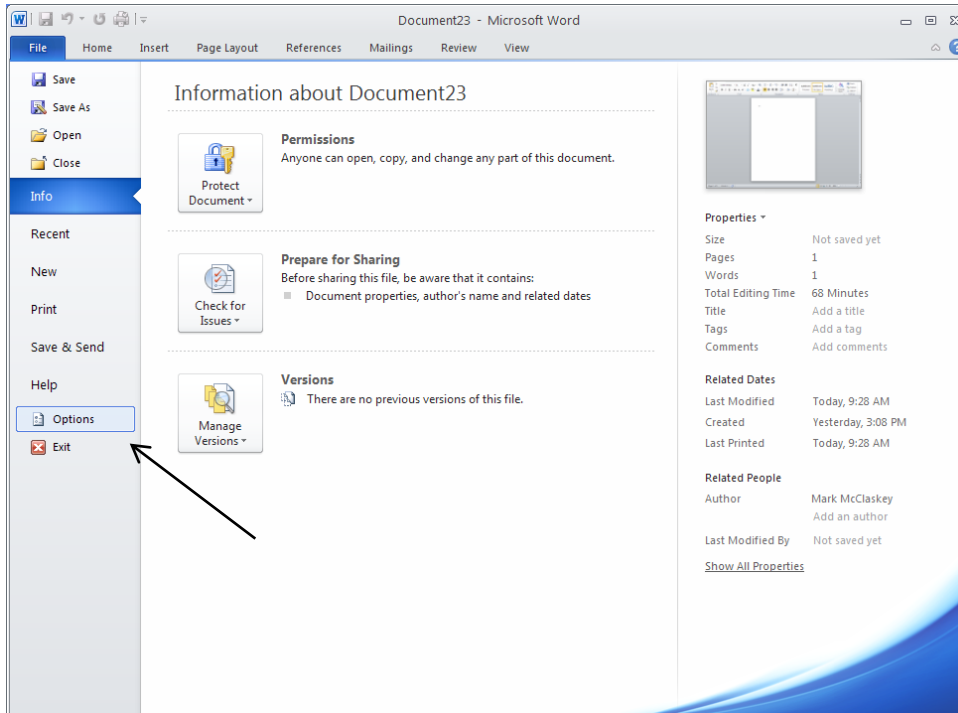 Document23 - Microsoft Word
File Home Insert Page Layout References Mailings Review View
Save
Save As
Open
Close
Info
Recent
New
Print
Save & Send
Help
Options
Exit
Information about Document23
Protect
Document
Permissions
Anyone can open, copy, and change any part of this document.
Check for
Issues
Prepare for Sharing
Before sharing this file, be aware that it contains:
Document properties, author's name and related dates
Manage
Versions
Versions
There are no previous versions of this file.
Properties
Size Not saved yet
Pages 1
Words 1
Total Editing Time 68 Minutes
Title Add a title
Tags Add a tag
Comments Add comments
Related Dates
Last Modified Today, 9:28 AM
Created Yesterday, 3:08 PM
Last Printed Today, 9:28 AM
Related People
Author Mark McClaskey
Add an author
Last Modified By Not saved yet
Show All Properties